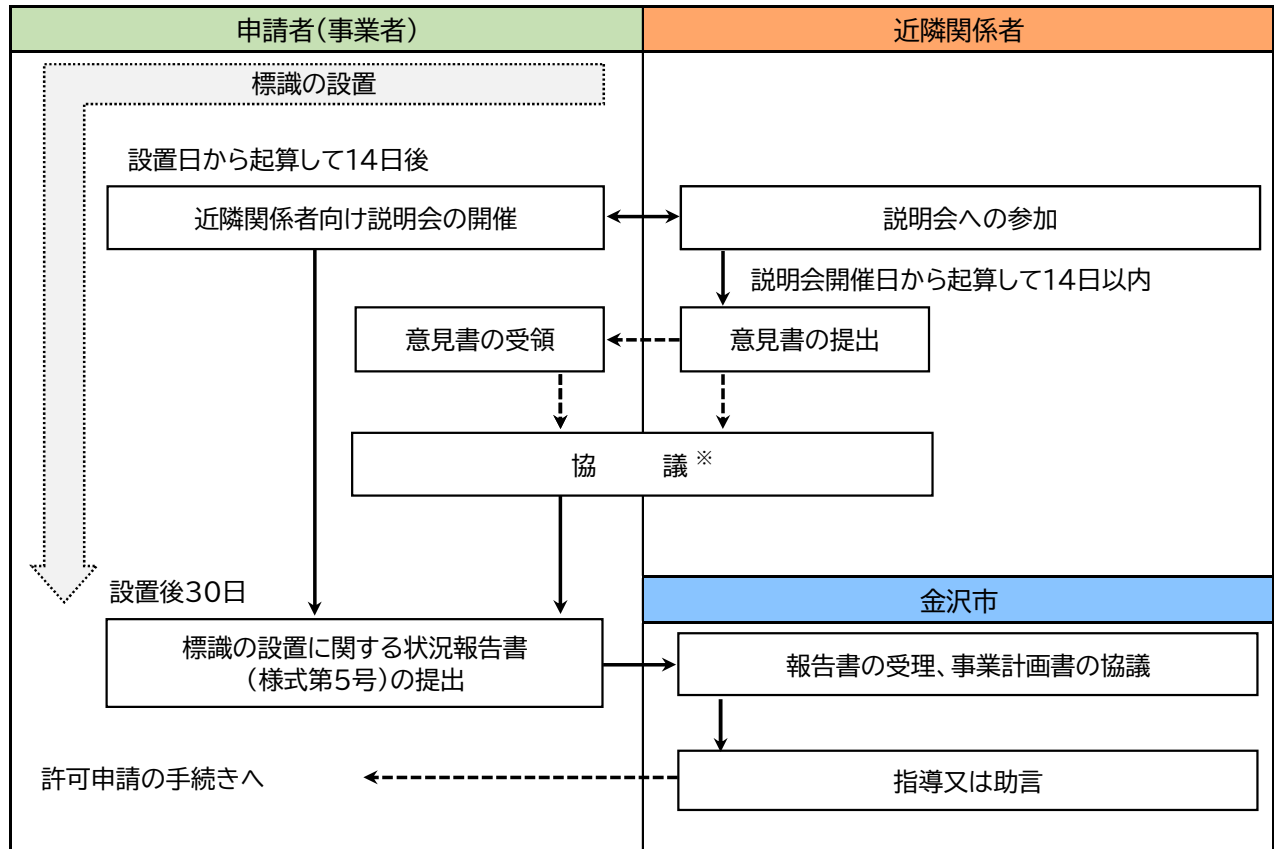 申請者(事業者)
近隣関係者
標識の設置
設置日から起算して14日後
近隣関係者向け説明会の開催
説明会への参加
説明会開催日から起算して14日以内
意見書の受領
意見書の提出
協　　議※
設置後30日
金沢市
標識の設置に関する状況報告書
(様式第5号)の提出
報告書の受理、事業計画書の協議
許可申請の手続きへ
指導又は助言